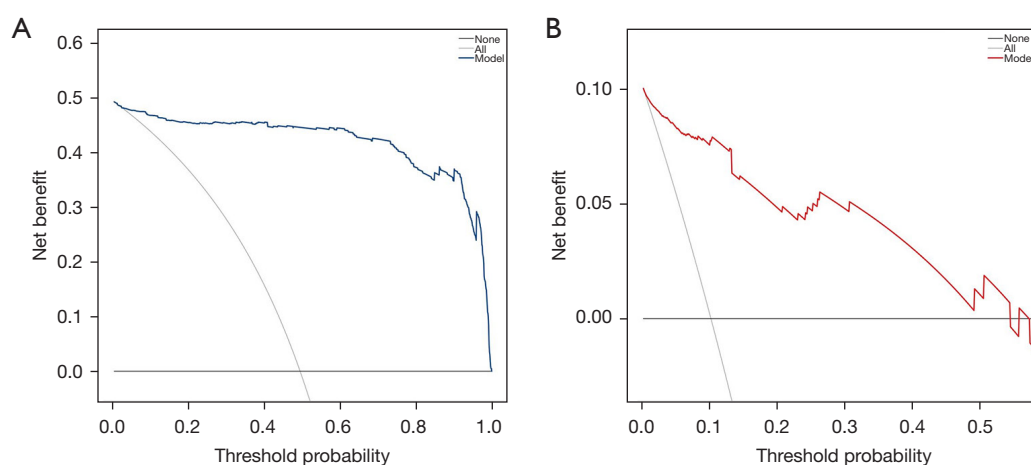 A
Net benefit
0.6
0.5
0.4
0.3
0.2
0.1
0.0
None
All
Model
0.0 0.2 0.4 0.6 0.8 1.0
Threshold probability
B
Net benefit
0.10
0.05
0.00
None
All
Mode
0.0 0.1 0.2 0.3 0.4 0.5
Threshold probability